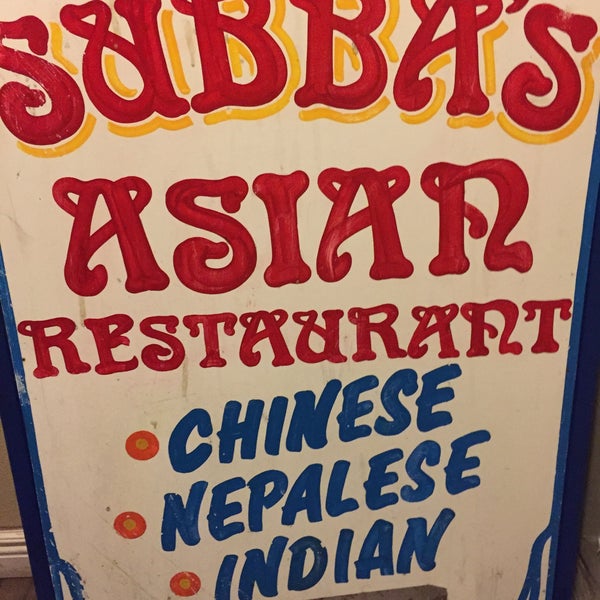 SUBBA'S
ASIAN
RESTAURANT
• CHINESE
• NEPALESE
• INDIAN